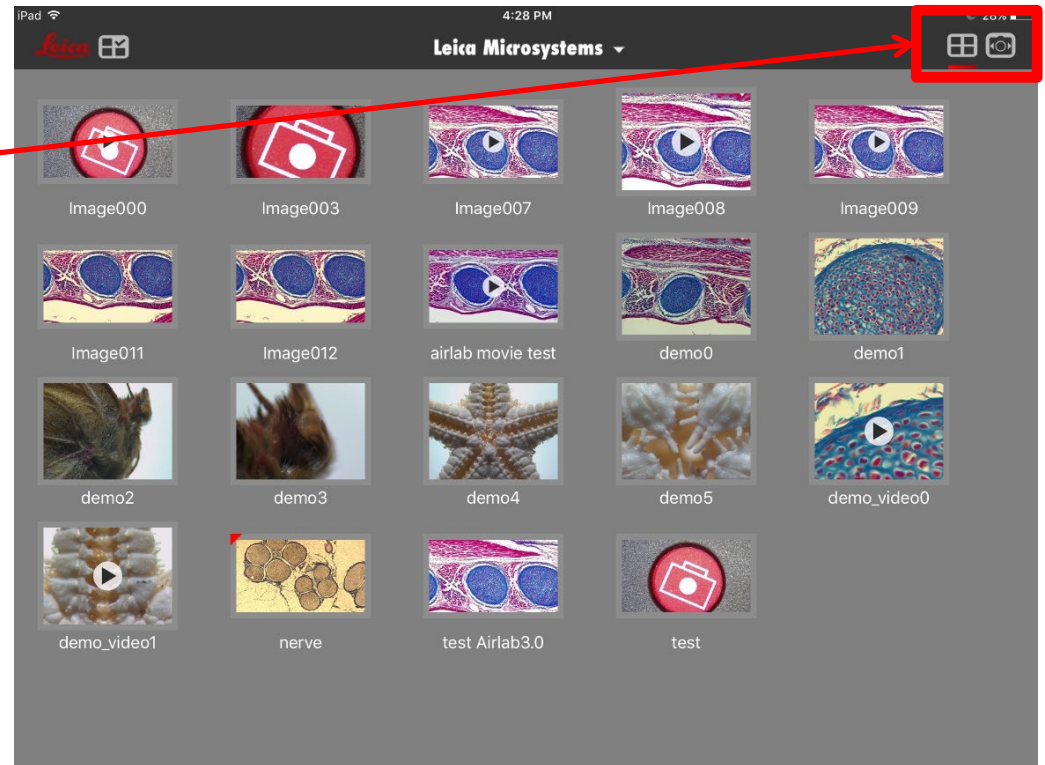 iPad 4:28 PM 28%
Leica Leica Microsystems
Image000 Image003 Image007 Image008 Image009
Image011 Image012 airlab movie test demo0 demo1
demo2 demo3 demo4 demo5 demo_video0
demo_video1 nerve test Airlab3.0 test